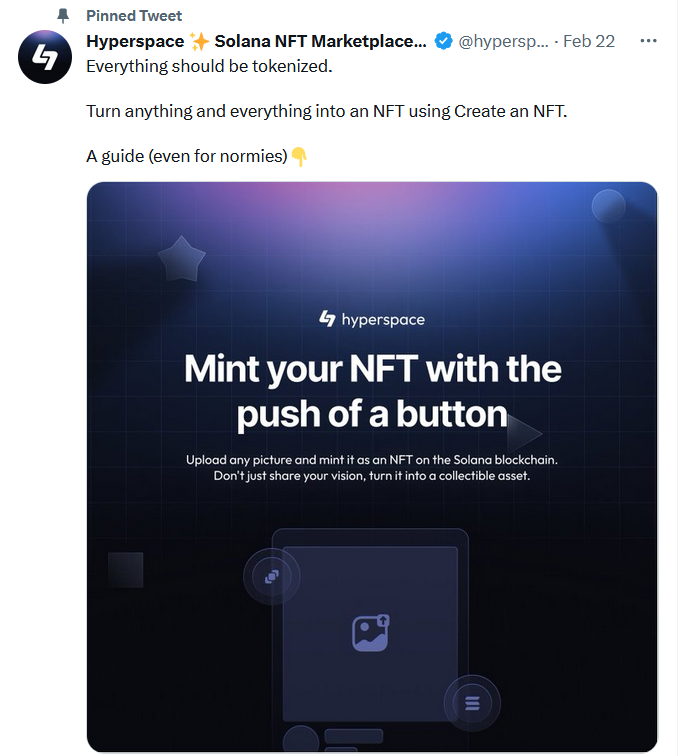 Pinned Tweet
Hyperspace ✨ Solana NFT Marketplace... @hypersp... · Feb 22
Everything should be tokenized.
Turn anything and everything into an NFT using Create an NFT.
A guide (even for normies)👇
hyperspace
Mint your NFT with the
push of a button
Upload any picture and mint it as an NFT on the Solana blockchain.
Don't just share your vision, turn it into a collectible asset.